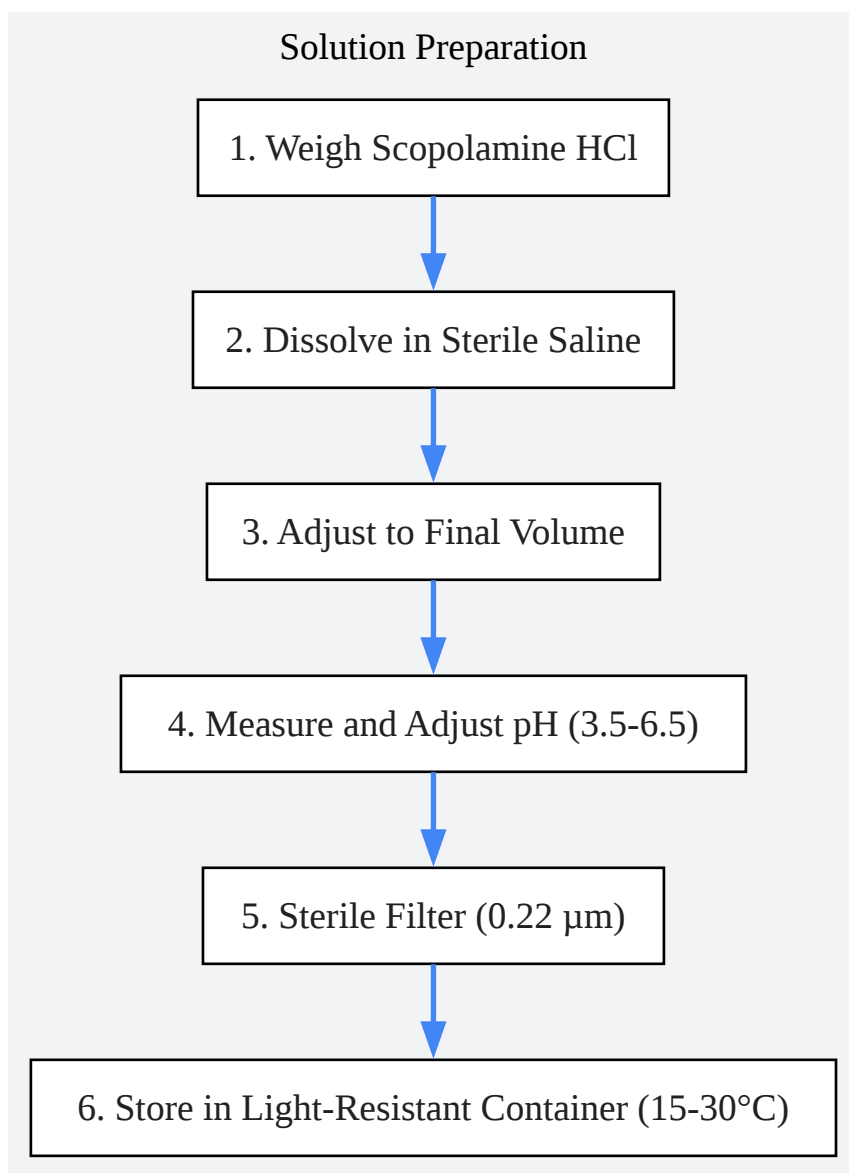 Solution Preparation
1. Weigh Scopolamine HCl
2. Dissolve in Sterile Saline
3. Adjust to Final Volume
4. Measure and Adjust pH (3.5-6.5)
5. Sterile Filter (0.22 µm)
6. Store in Light-Resistant Container (15-30°C)